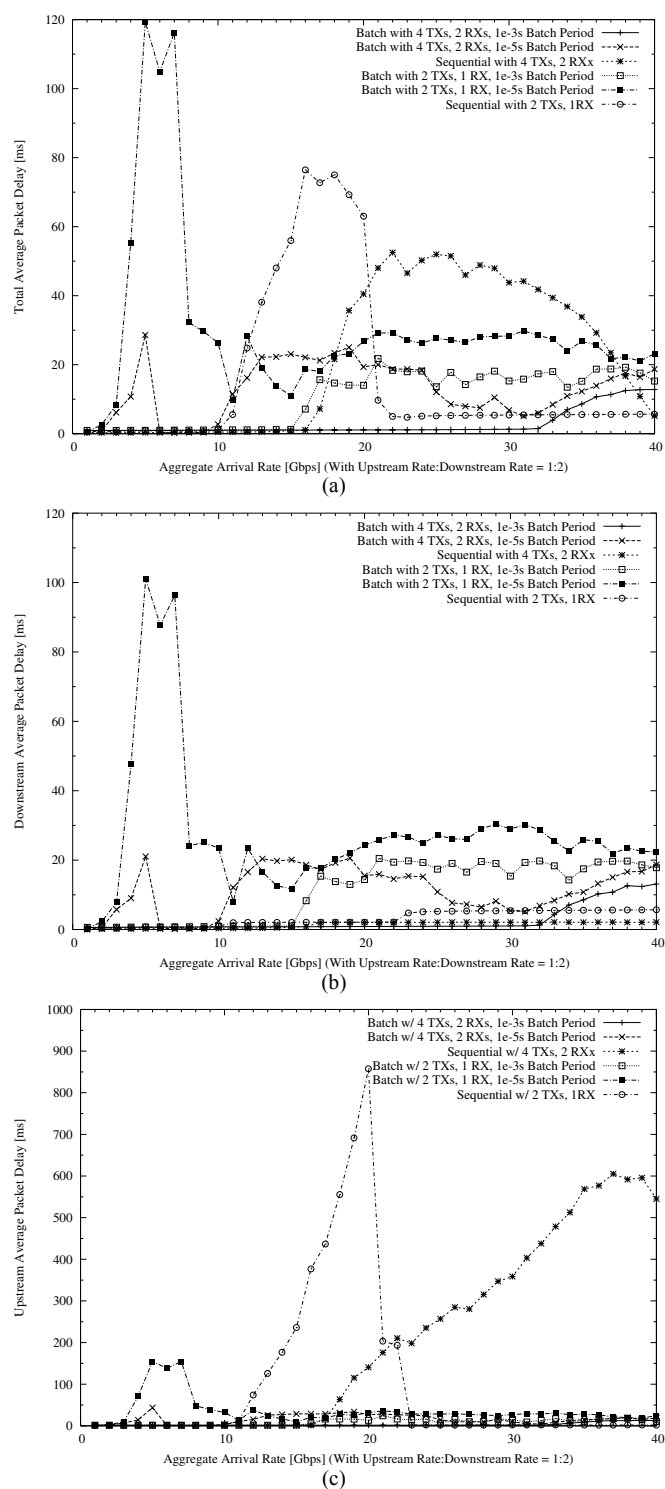 Batch with 4 TXs, 2 RXs, 1e-3s Batch Period
Batch with 4 TXs, 2 RXs, 1e-5s Batch Period
Sequential with 4 TXs, 2 RXx
Batch with 2 TXs, 1 RX, 1e-3s Batch Period
Batch with 2 TXs, 1 RX, 1e-5s Batch Period
Sequential with 2 TXs, 1RX
Total Average Packet Delay [ms]
120
100
80
60
40
20
0
0 10 20 30 40
Aggregate Arrival Rate [Gbps] (With Upstream Rate:Downstream Rate = 1:2)
(a)
Batch with 4 TXs, 2 RXs, 1e-3s Batch Period
Batch with 4 TXs, 2 RXs, 1e-5s Batch Period
Sequential with 4 TXs, 2 RXx
Batch with 2 TXs, 1 RX, 1e-3s Batch Period
Batch with 2 TXs, 1 RX, 1e-5s Batch Period
Sequential with 2 TXs, 1RX
Downstream Average Packet Delay [ms]
120
100
80
60
40
20
0
0 10 20 30 40
Aggregate Arrival Rate [Gbps] (With Upstream Rate:Downstream Rate = 1:2)
(b)
Batch w/ 4 TXs, 2 RXs, 1e-3s Batch Period
Batch w/ 4 TXs, 2 RXs, 1e-5s Batch Period
Sequential w/ 4 TXs, 2 RXx
Batch w/ 2 TXs, 1 RX, 1e-3s Batch Period
Batch w/ 2 TXs, 1 RX, 1e-5s Batch Period
Sequential w/ 2 TXs, 1RX
Upstream Average Packet Delay [ms]
1000
900
800
700
600
500
400
300
200
100
0
0 10 20 30 40
Aggregate Arrival Rate [Gbps] (With Upstream Rate:Downstream Rate = 1:2)
(c)